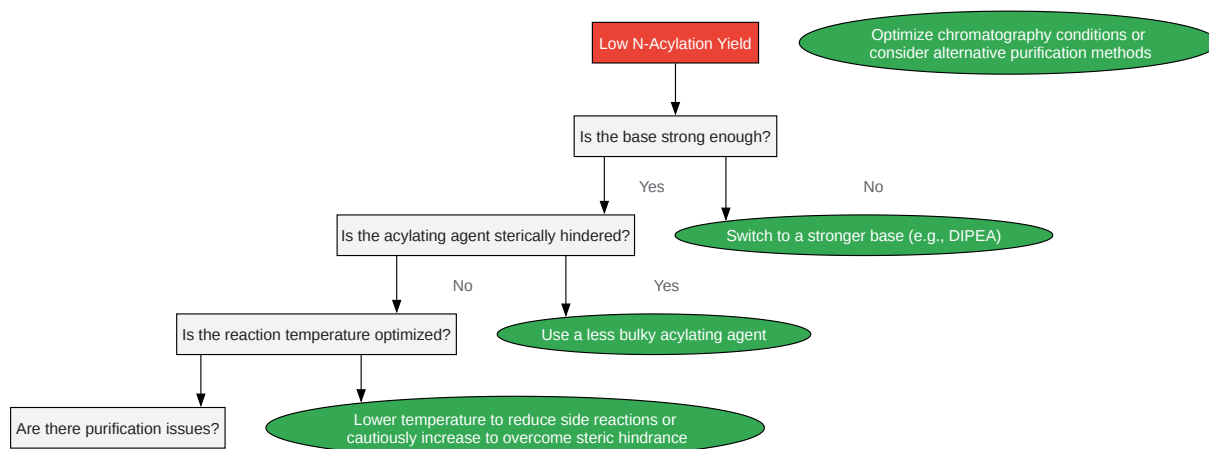 Low N-Acylation Yield
Optimize chromatography conditions or
consider alternative purification methods
Is the base strong enough?
Yes
No
Is the acylating agent sterically hindered?
Switch to a stronger base (e.g., DIPEA)
No
Yes
Is the reaction temperature optimized?
Use a less bulky acylating agent
Are there purification issues?
Lower temperature to reduce side reactions or
cautiously increase to overcome steric hindrance